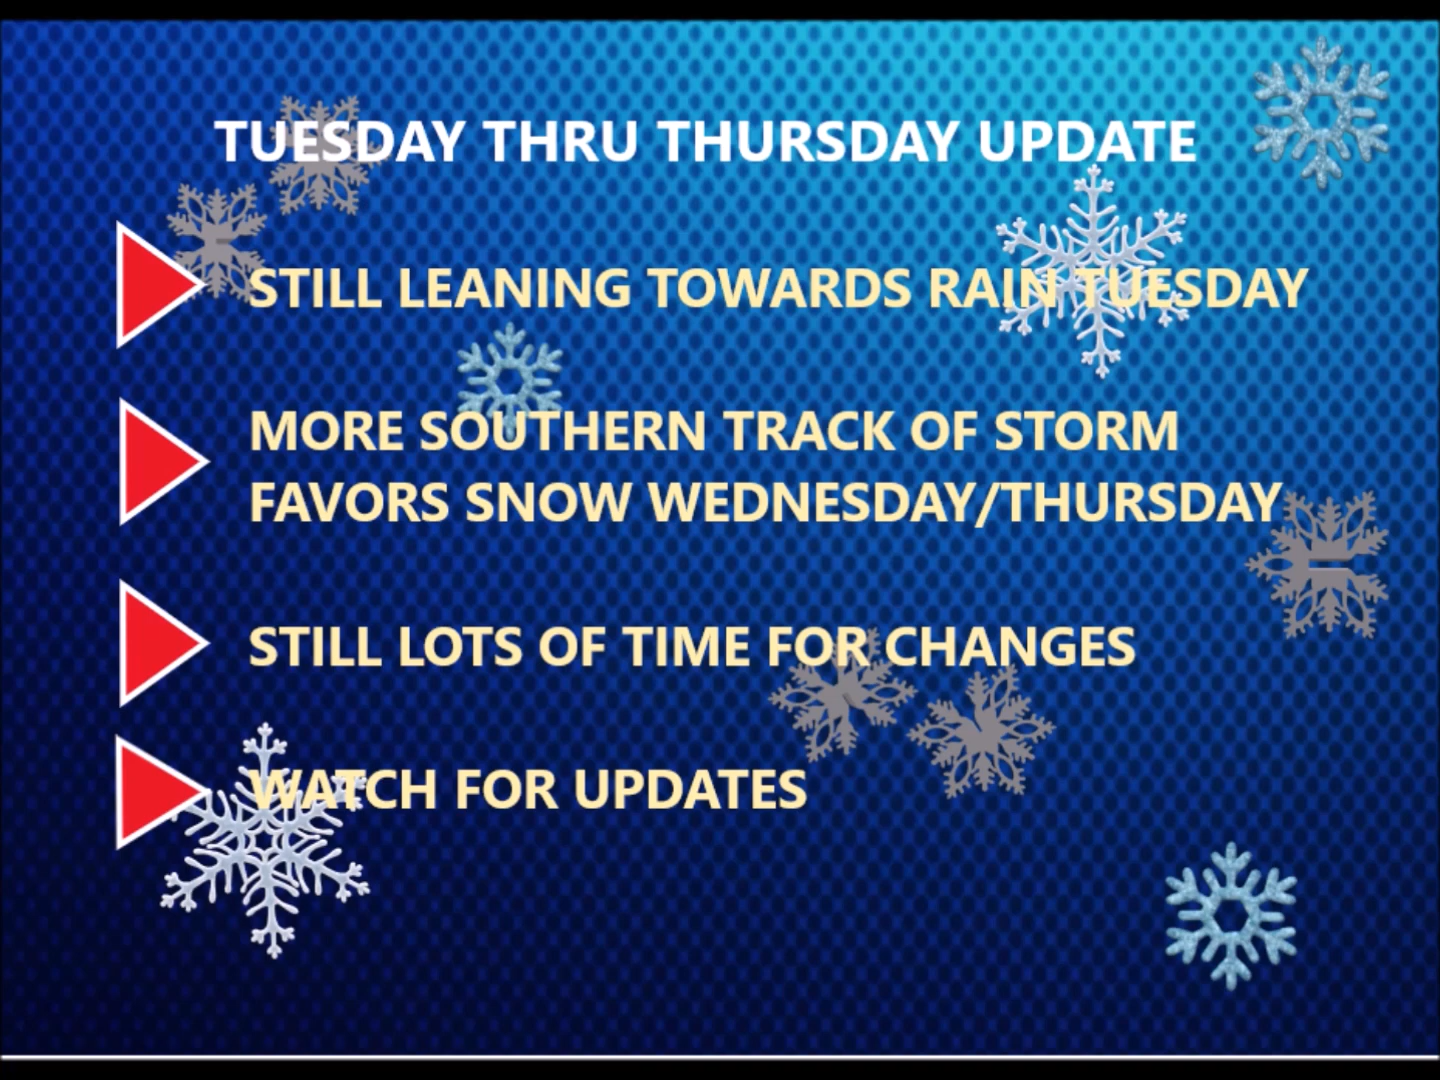 TUESDAY THRU THURSDAY UPDATE
STILL LEANING TOWARDS RAIN TUESDAY
MORE SOUTHERN TRACK OF STORM
FAVORS SNOW WEDNESDAY/THURSDAY
STILL LOTS OF TIME FOR CHANGES
WATCH FOR UPDATES